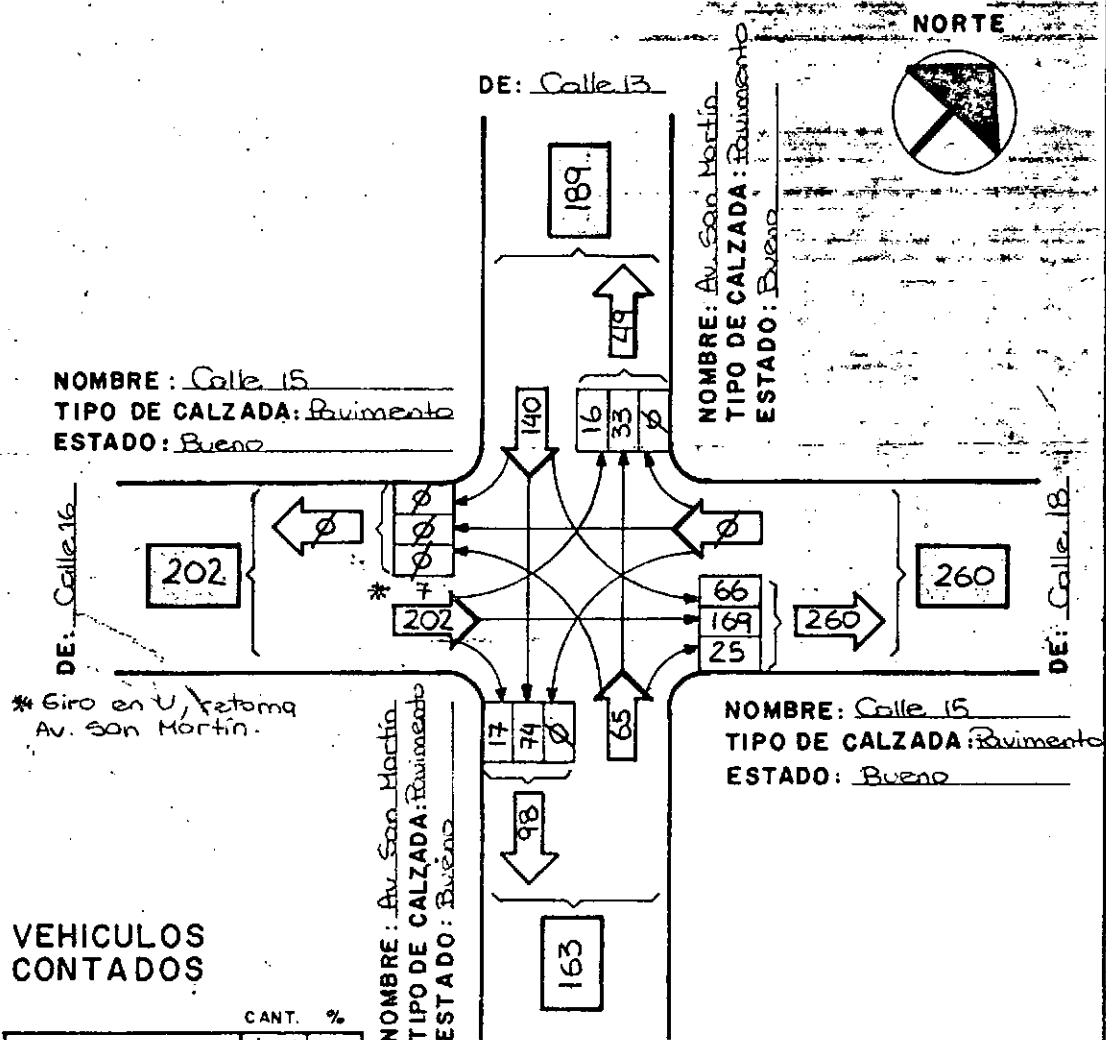 NORTE
DE: Calle 13
189
NOMBRE: Av. San Martín
TIPO DE CALZADA: Pavimento
ESTADO: Bueno
49
NOMBRE: Calle 15
TIPO DE CALZADA: Pavimento
ESTADO: Bueno
140
16 33 Ø
DE: Calle 16
202
Ø
Ø
Ø
Ø
* 7
202
Ø
66
169
25
260
260
DE: Calle 18
* Giro en U, retoma
Av. San Martín.
17 74 Ø
65
NOMBRE: Calle 15
TIPO DE CALZADA: Pavimento
ESTADO: Bueno
NOMBRE: Av. San Martín
TIPO DE CALZADA: Pavimento
ESTADO: Bueno
98
163
VEHICULOS
CONTADOS
CANT. %